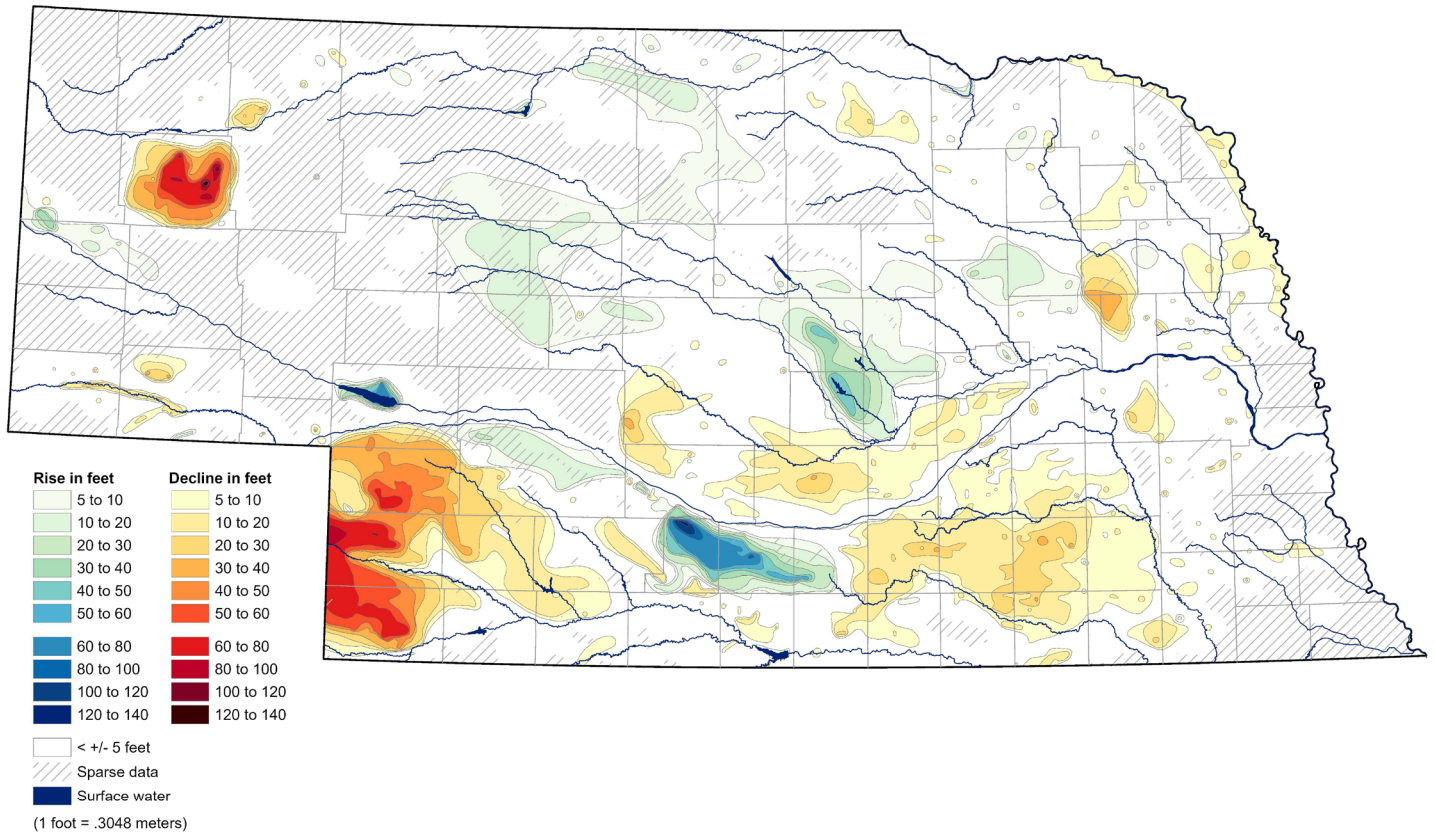 Rise in feet
5 to 10
10 to 20
20 to 30
30 to 40
40 to 50
50 to 60
60 to 80
80 to 100
100 to 120
120 to 140
Decline in feet
5 to 10
10 to 20
20 to 30
30 to 40
40 to 50
50 to 60
60 to 80
80 to 100
100 to 120
120 to 140
< +/- 5 feet
Sparse data
Surface water
(1 foot = .3048 meters)